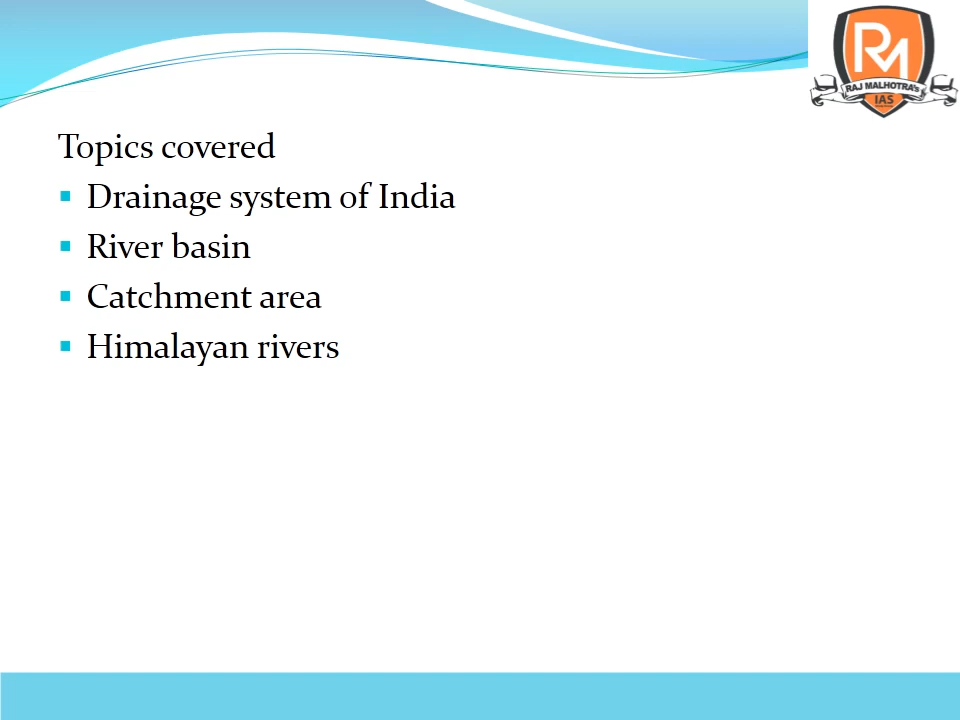 RM
RAJ MALHOTRA's
IAS
Topics covered
Drainage system of India
River basin
Catchment area
Himalayan rivers